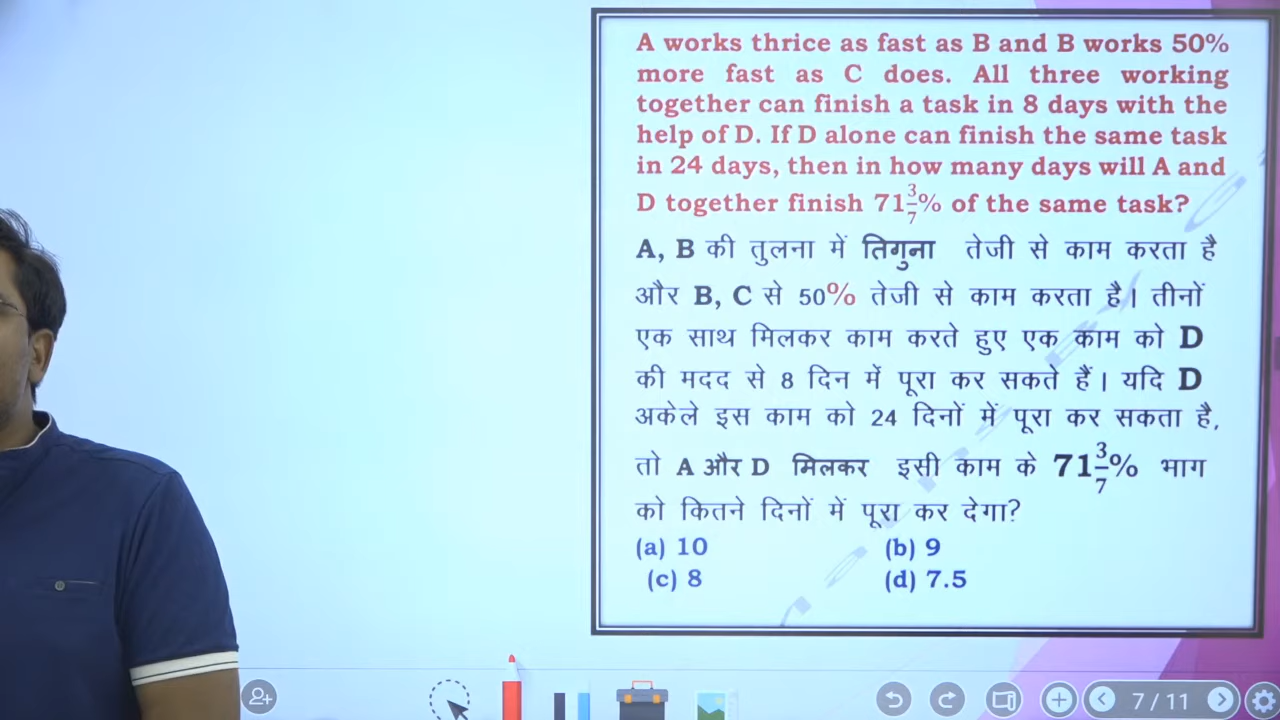 A works thrice as fast as B and B works 50%
more fast as C does. All three working
together can finish a task in 8 days with the
help of D. If D alone can finish the same task
in 24 days, then in how many days will A and
D together finish 71 3/7% of the same task?
A, B की तुलना में तिगुना तेजी से काम करता है
और B, C से 50% तेजी से काम करता है। तीनों
एक साथ मिलकर काम करते हुए एक काम को D
की मदद से 8 दिन में पूरा कर सकते हैं। यदि D
अकेले इस काम को 24 दिनों में पूरा कर सकता है,
तो A और D मिलकर इसी काम के 71 3/7% भाग
को कितने दिनों में पूरा कर देगा?
(a) 10 (b) 9
(c) 8 (d) 7.5
7 / 11